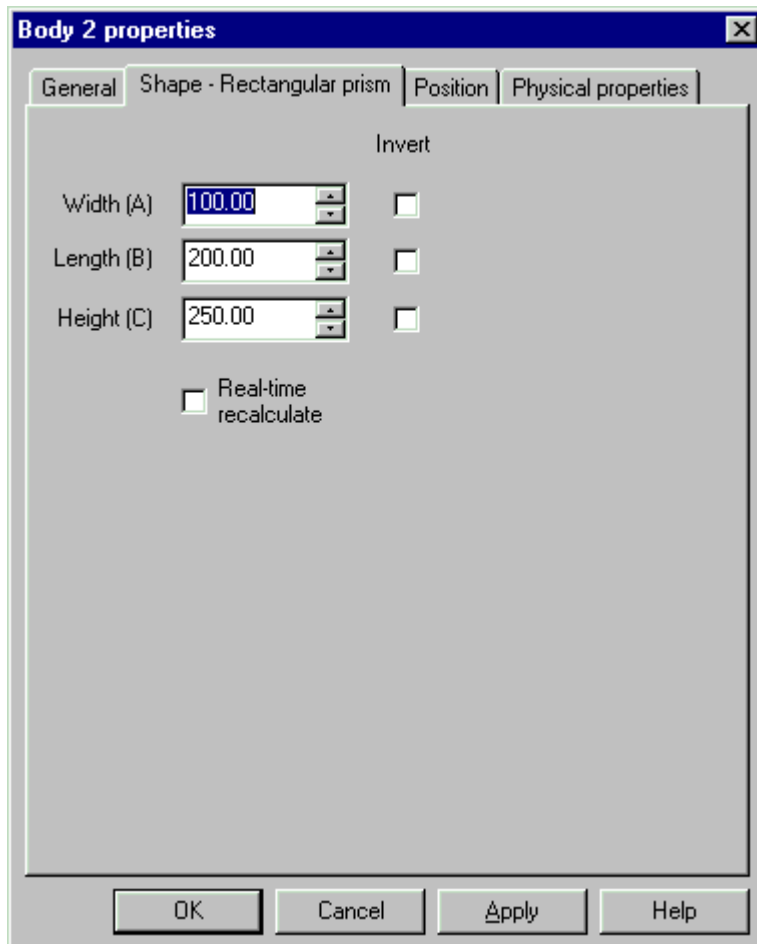 Body 2 properties
General Shape - Rectangular prism Position Physical properties
Invert
Width (A) 100.00
Length (B) 200.00
Height (C) 250.00
Real-time
recalculate
OK Cancel Apply Help